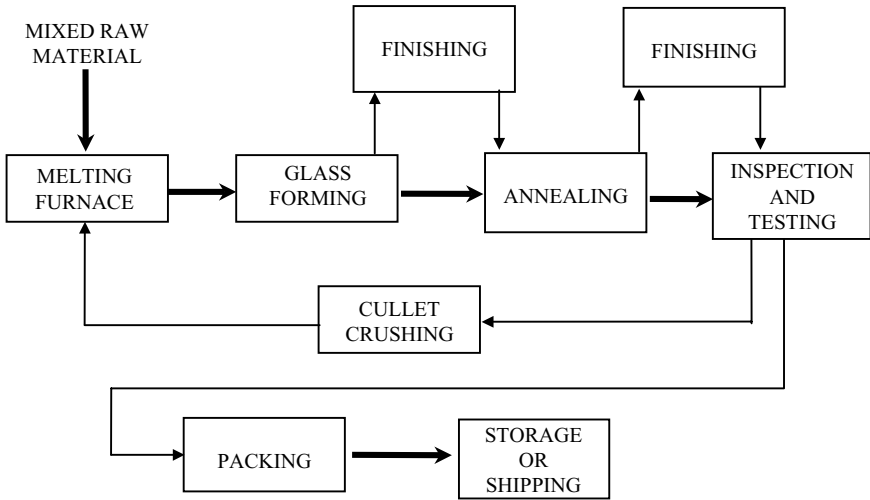 MIXED RAW
MATERIAL
FINISHING
FINISHING
MELTING
FURNACE
GLASS
FORMING
ANNEALING
INSPECTION
AND
TESTING
CULLET
CRUSHING
PACKING
STORAGE
OR
SHIPPING